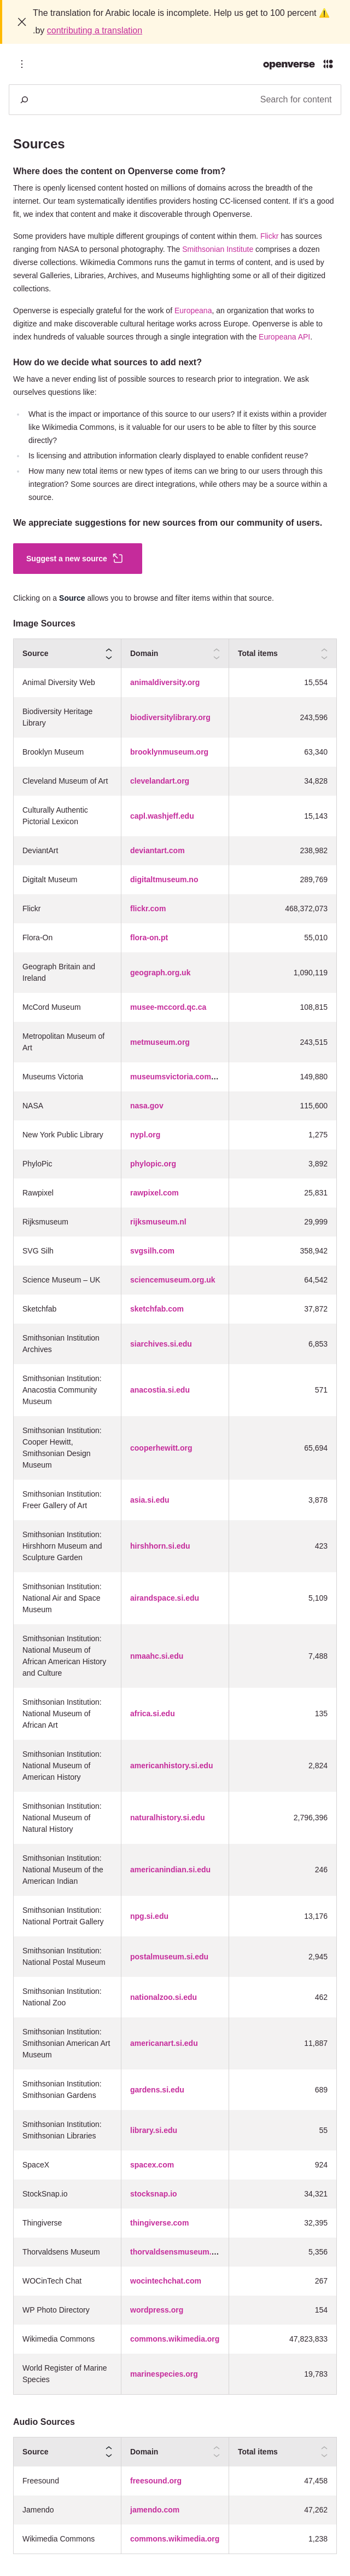 The translation for Arabic locale is incomplete. Help us get to 100 percent ⚠️
.by contributing a translation
openverse
Search for content
Sources
Where does the content on Openverse come from?
There is openly licensed content hosted on millions of domains across the breadth of the
internet. Our team systematically identifies providers hosting CC-licensed content. If it's a good
fit, we index that content and make it discoverable through Openverse.
Some providers have multiple different groupings of content within them. Flickr has sources
ranging from NASA to personal photography. The Smithsonian Institute comprises a dozen
diverse collections. Wikimedia Commons runs the gamut in terms of content, and is used by
several Galleries, Libraries, Archives, and Museums highlighting some or all of their digitized
collections.
Openverse is especially grateful for the work of Europeana, an organization that works to
digitize and make discoverable cultural heritage works across Europe. Openverse is able to
index hundreds of valuable sources through a single integration with the Europeana API.
How do we decide what sources to add next?
We have a never ending list of possible sources to research prior to integration. We ask
ourselves questions like:
What is the impact or importance of this source to our users? If it exists within a provider
like Wikimedia Commons, is it valuable for our users to be able to filter by this source
directly?
Is licensing and attribution information clearly displayed to enable confident reuse?
How many new total items or new types of items can we bring to our users through this
integration? Some sources are direct integrations, while others may be a source within a
source.
We appreciate suggestions for new sources from our community of users.
Suggest a new source
Clicking on a Source allows you to browse and filter items within that source.
Image Sources
Source Domain Total items
Animal Diversity Web animaldiversity.org 15,554
Biodiversity Heritage
Library biodiversitylibrary.org 243,596
Brooklyn Museum brooklynmuseum.org 63,340
Cleveland Museum of Art clevelandart.org 34,828
Culturally Authentic
Pictorial Lexicon capl.washjeff.edu 15,143
DeviantArt deviantart.com 238,982
Digitalt Museum digitaltmuseum.no 289,769
Flickr flickr.com 468,372,073
Flora-On flora-on.pt 55,010
Geograph Britain and
Ireland geograph.org.uk 1,090,119
McCord Museum musee-mccord.qc.ca 108,815
Metropolitan Museum of
Art metmuseum.org 243,515
Museums Victoria museumsvictoria.com... 149,880
NASA nasa.gov 115,600
New York Public Library nypl.org 1,275
PhyloPic phylopic.org 3,892
Rawpixel rawpixel.com 25,831
Rijksmuseum rijksmuseum.nl 29,999
SVG Silh svgsilh.com 358,942
Science Museum – UK sciencemuseum.org.uk 64,542
Sketchfab sketchfab.com 37,872
Smithsonian Institution
Archives siarchives.si.edu 6,853
Smithsonian Institution:
Anacostia Community
Museum anacostia.si.edu 571
Smithsonian Institution:
Cooper Hewitt,
Smithsonian Design
Museum cooperhewitt.org 65,694
Smithsonian Institution:
Freer Gallery of Art asia.si.edu 3,878
Smithsonian Institution:
Hirshhorn Museum and
Sculpture Garden hirshhorn.si.edu 423
Smithsonian Institution:
National Air and Space
Museum airandspace.si.edu 5,109
Smithsonian Institution:
National Museum of
African American History
and Culture nmaahc.si.edu 7,488
Smithsonian Institution:
National Museum of
African Art africa.si.edu 135
Smithsonian Institution:
National Museum of
American History americanhistory.si.edu 2,824
Smithsonian Institution:
National Museum of
Natural History naturalhistory.si.edu 2,796,396
Smithsonian Institution:
National Museum of the
American Indian americanindian.si.edu 246
Smithsonian Institution:
National Portrait Gallery npg.si.edu 13,176
Smithsonian Institution:
National Postal Museum postalmuseum.si.edu 2,945
Smithsonian Institution:
National Zoo nationalzoo.si.edu 462
Smithsonian Institution:
Smithsonian American Art
Museum americanart.si.edu 11,887
Smithsonian Institution:
Smithsonian Gardens gardens.si.edu 689
Smithsonian Institution:
Smithsonian Libraries library.si.edu 55
SpaceX spacex.com 924
StockSnap.io stocksnap.io 34,321
Thingiverse thingiverse.com 32,395
Thorvaldsens Museum thorvaldsensmuseum.... 5,356
WOCinTech Chat wocintechchat.com 267
WP Photo Directory wordpress.org 154
Wikimedia Commons commons.wikimedia.org 47,823,833
World Register of Marine
Species marinespecies.org 19,783
Audio Sources
Source Domain Total items
Freesound freesound.org 47,458
Jamendo jamendo.com 47,262
Wikimedia Commons commons.wikimedia.org 1,238